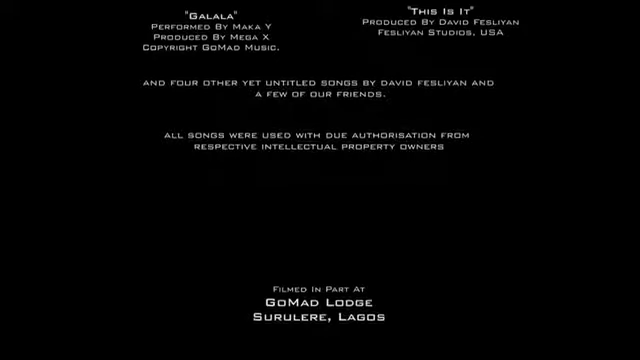 "Galala"
Performed By Maka Y
Produced By Mega X
Copyright GoMad Music.
"This Is It"
Produced By David Fesliyan
Fesliyan Studios, USA
and four other yet untitled songs by david fesliyan and
a few of our friends.
all songs were used with due authorisation from
respective intellectual property owners
Filmed In Part At
GoMad Lodge
Surulere, Lagos